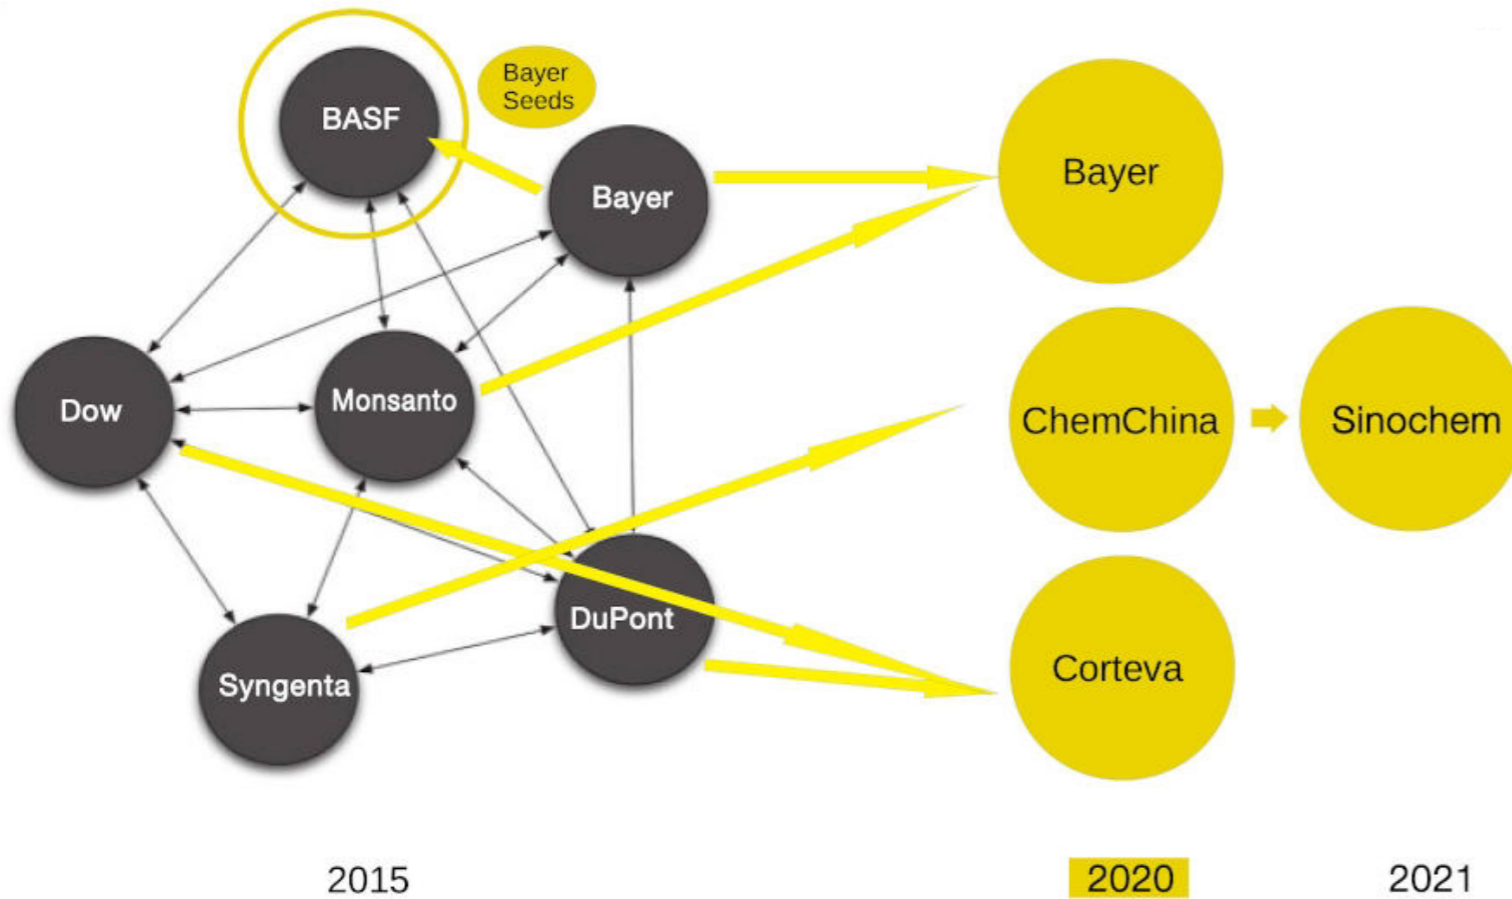 BASF
Bayer
Seeds
Bayer
Bayer
Dow
Monsanto
ChemChina
Sinochem
DuPont
Syngenta
Corteva
2015
2020
2021